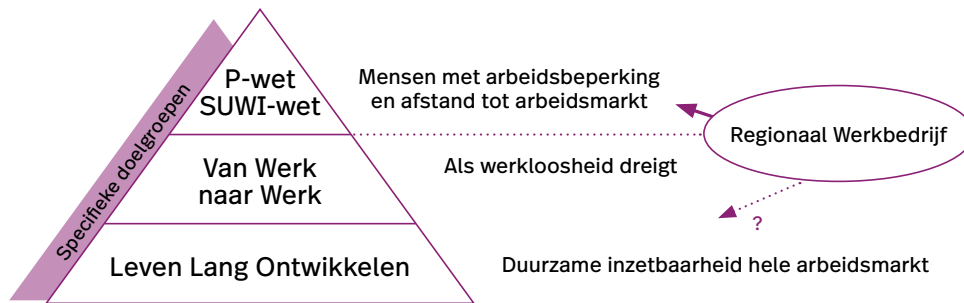 Specifieke doelgroepen
P-wet
SUWI-wet
Mensen met arbeidsbeperking
en afstand tot arbeidsmarkt
Regionaal Werkbedrijf
Van Werk
naar Werk
Als werkloosheid dreigt
?
Leven Lang Ontwikkelen
Duurzame inzetbaarheid hele arbeidsmarkt